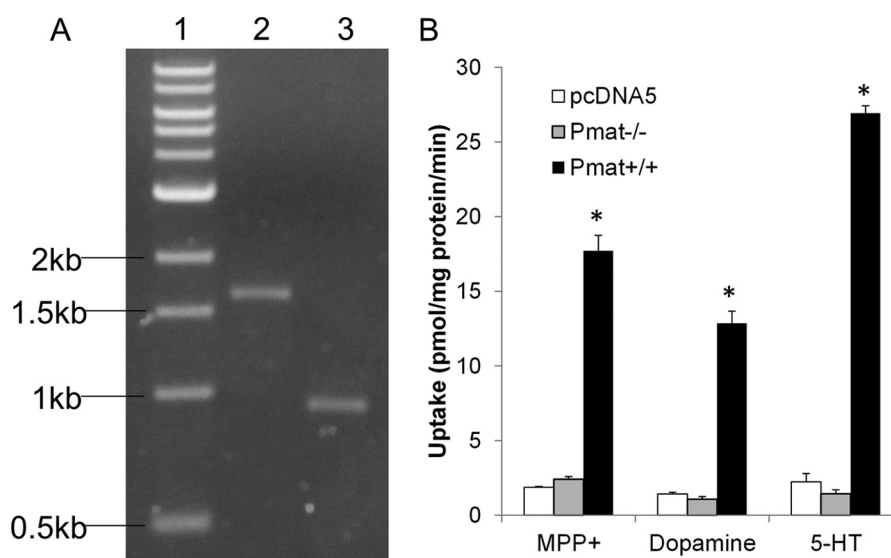 A
1 2 3
2kb
1.5kb
1kb
0.5kb
B
Uptake (pmol/mg protein/min)
30
25
20
15
10
5
0
pcDNA5
Pmat-/-
Pmat+/+
*
*
*
MPP+ Dopamine 5-HT